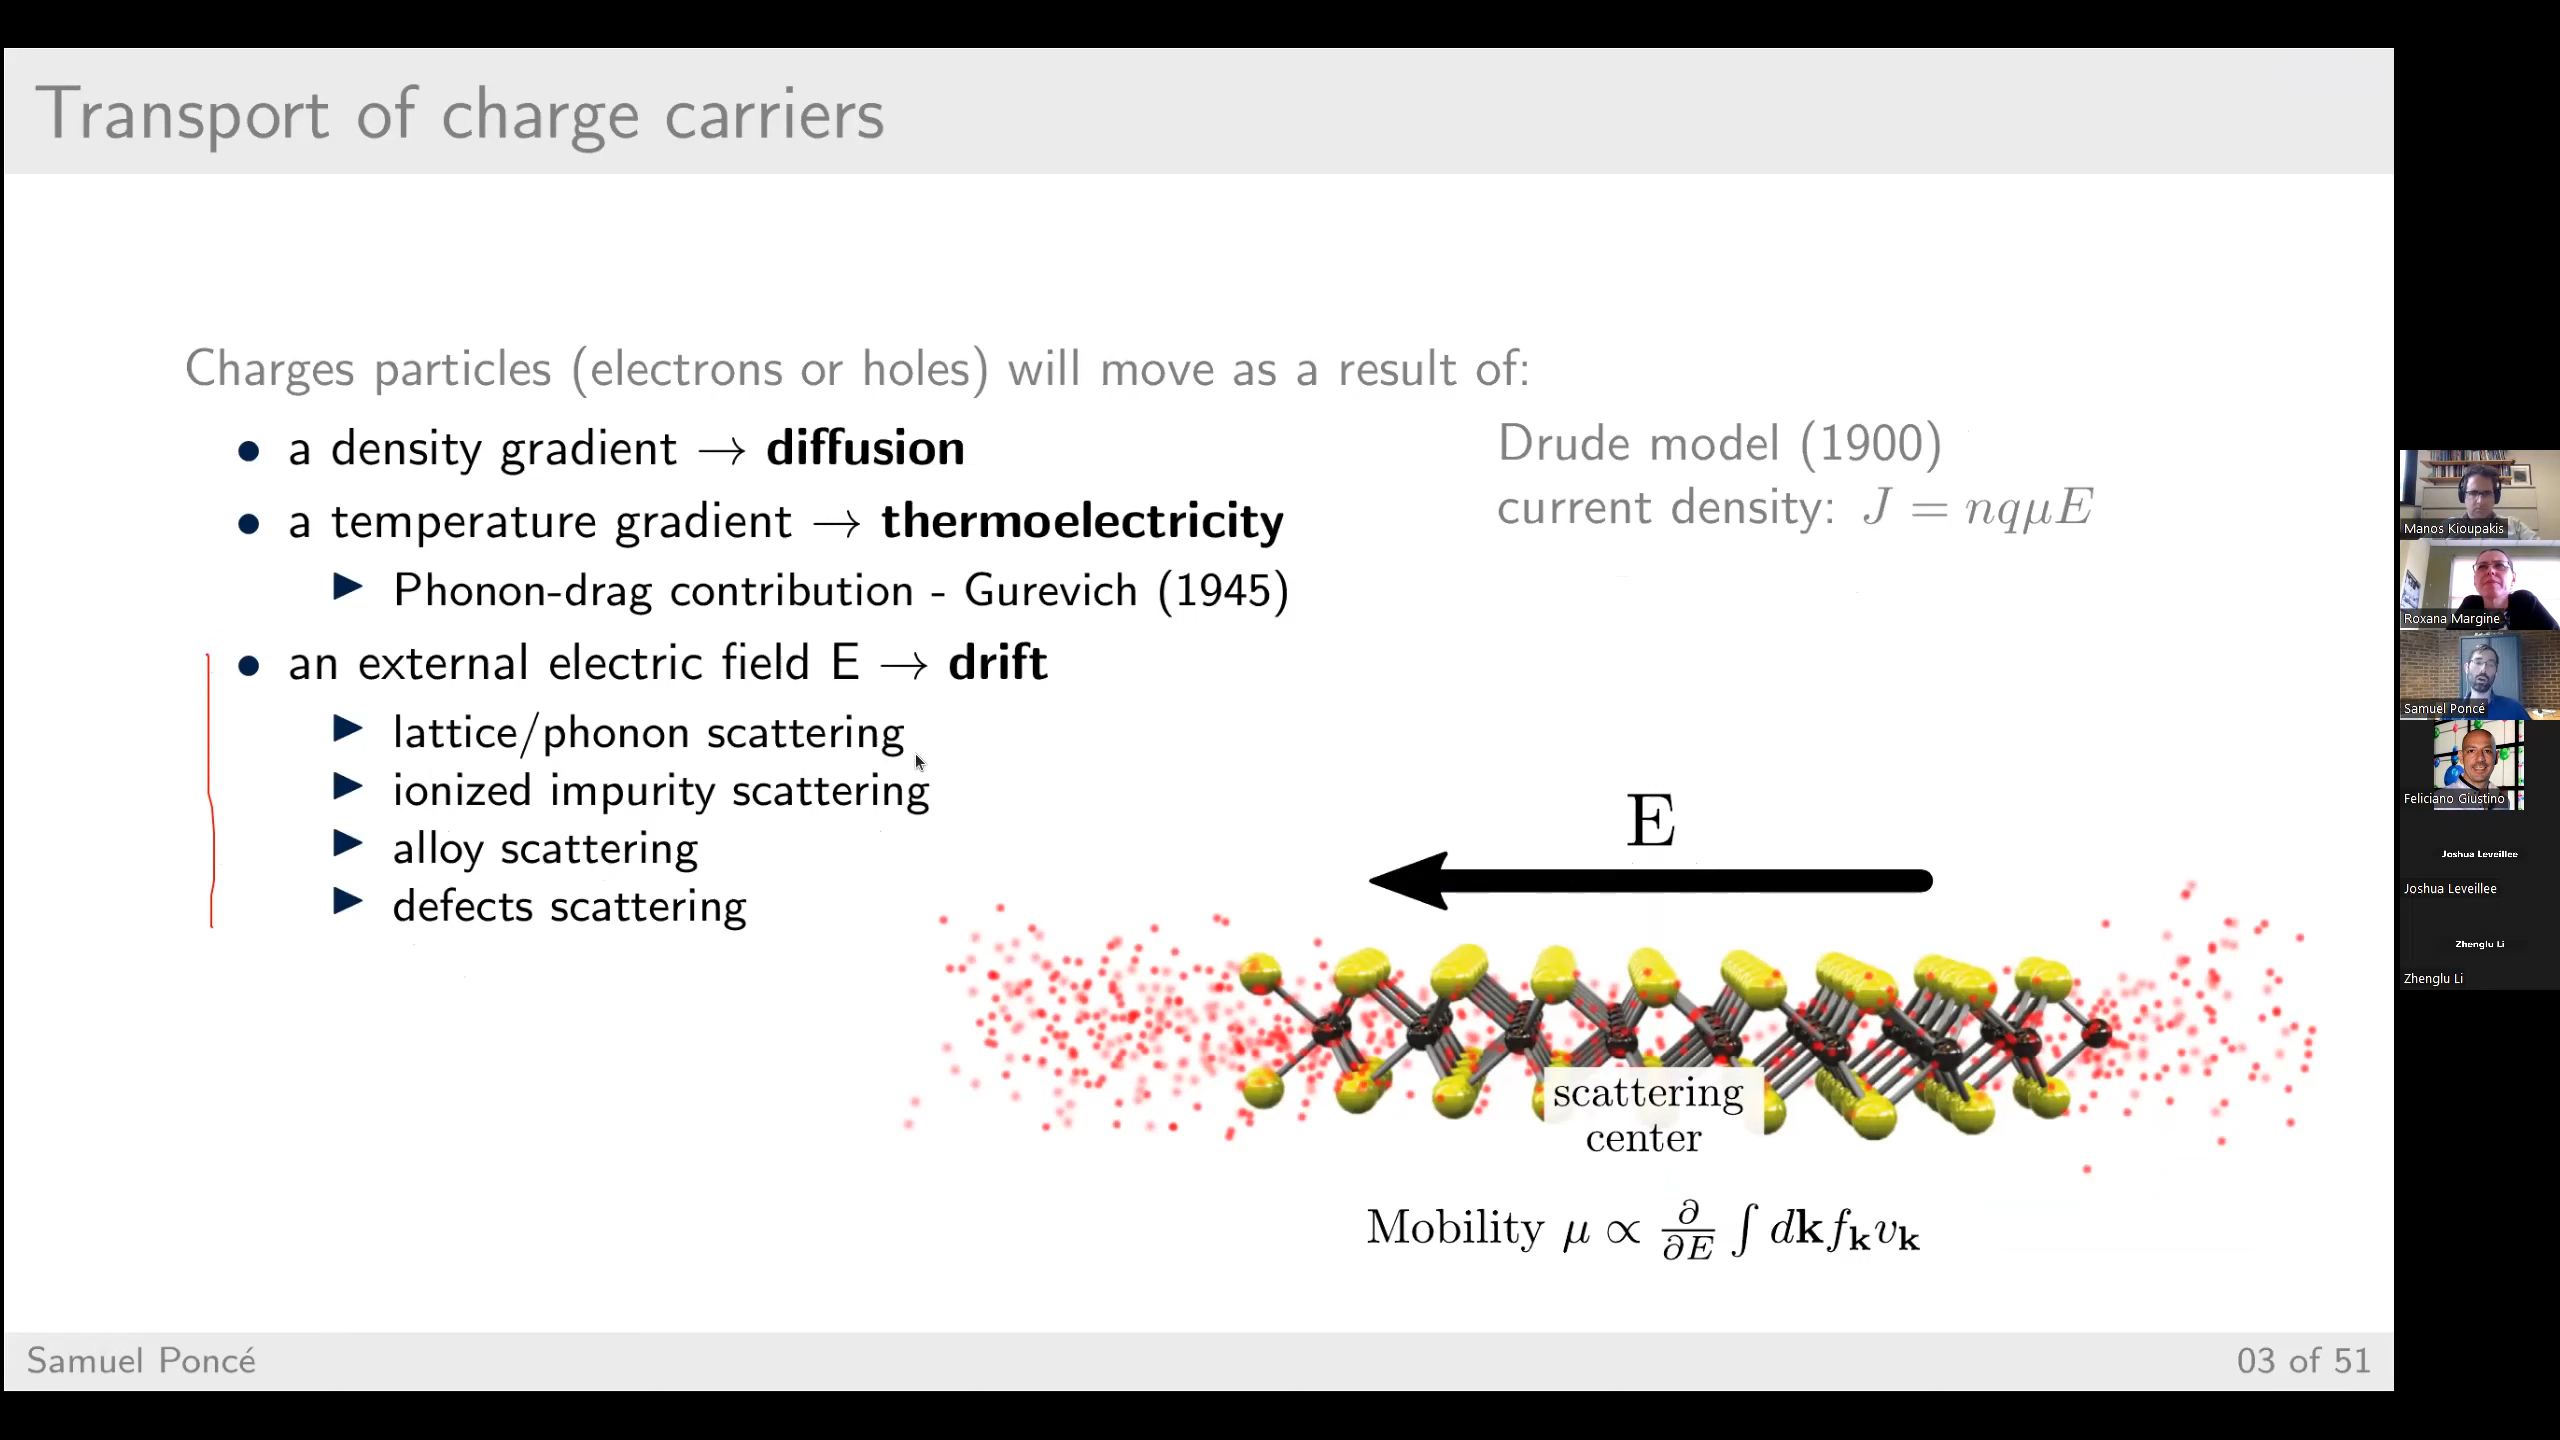 Transport of charge carriers
Charges particles (electrons or holes) will move as a result of:
• a density gradient → diffusion
• a temperature gradient → thermoelectricity
▶ Phonon-drag contribution - Gurevich (1945)
• an external electric field E → drift
▶ lattice/phonon scattering
▶ ionized impurity scattering
▶ alloy scattering
▶ defects scattering
Drude model (1900)
current density: J = nqμE
E
scattering
center
Mobility μ ∝ ∂/∂E ∫ d𝐤 f_𝐤 v_𝐤
Samuel Poncé
03 of 51
Manos Kioupakis
Roxana Margine
Samuel Poncé
Feliciano Giustino
Joshua Leveillee
Joshua Leveillee
Zhenglu Li
Zhenglu Li